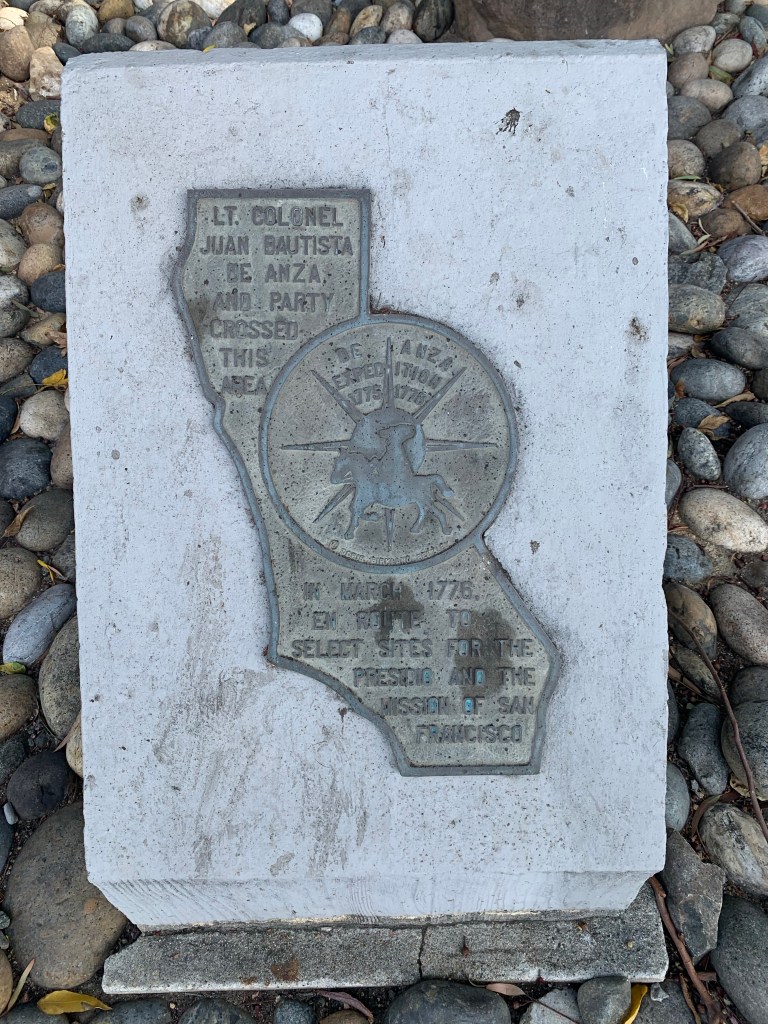 LT. COLONEL
JUAN BAUTISTA
DE ANZA,
AND PARTY
CROSSED
THIS
AREA
DE ANZA
EXPEDITION
1775 1776
IN MARCH 1776,
EN ROUTE TO
SELECT SITES FOR THE
PRESIDIO AND THE
MISSION OF SAN
FRANCISCO